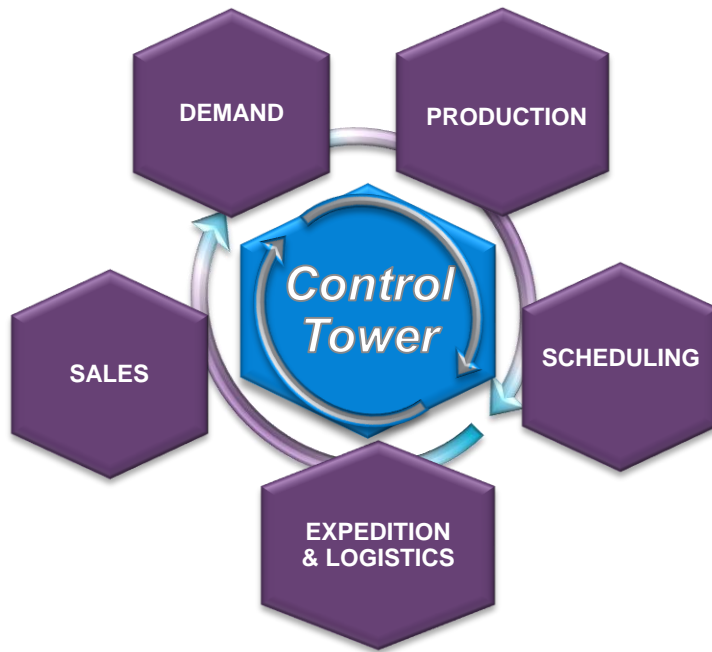 DEMAND
PRODUCTION
Control
Tower
SALES
SCHEDULING
EXPEDITION
& LOGISTICS